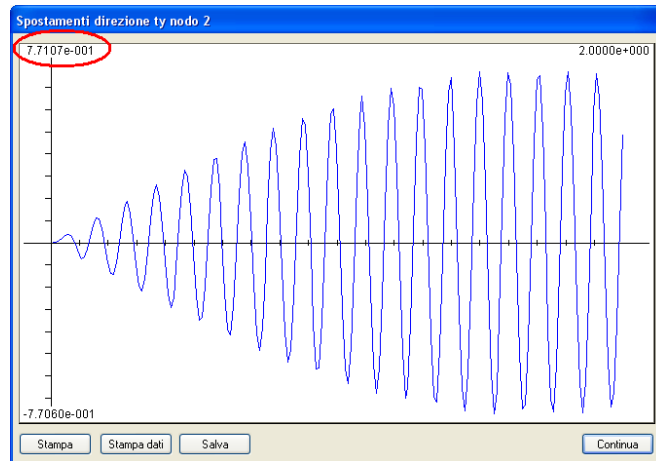 Spostamenti direzione ty nodo 2
7.7107e-001
2.0000e+000
-7.7060e-001
Stampa
Stampa dati
Salva
Continua